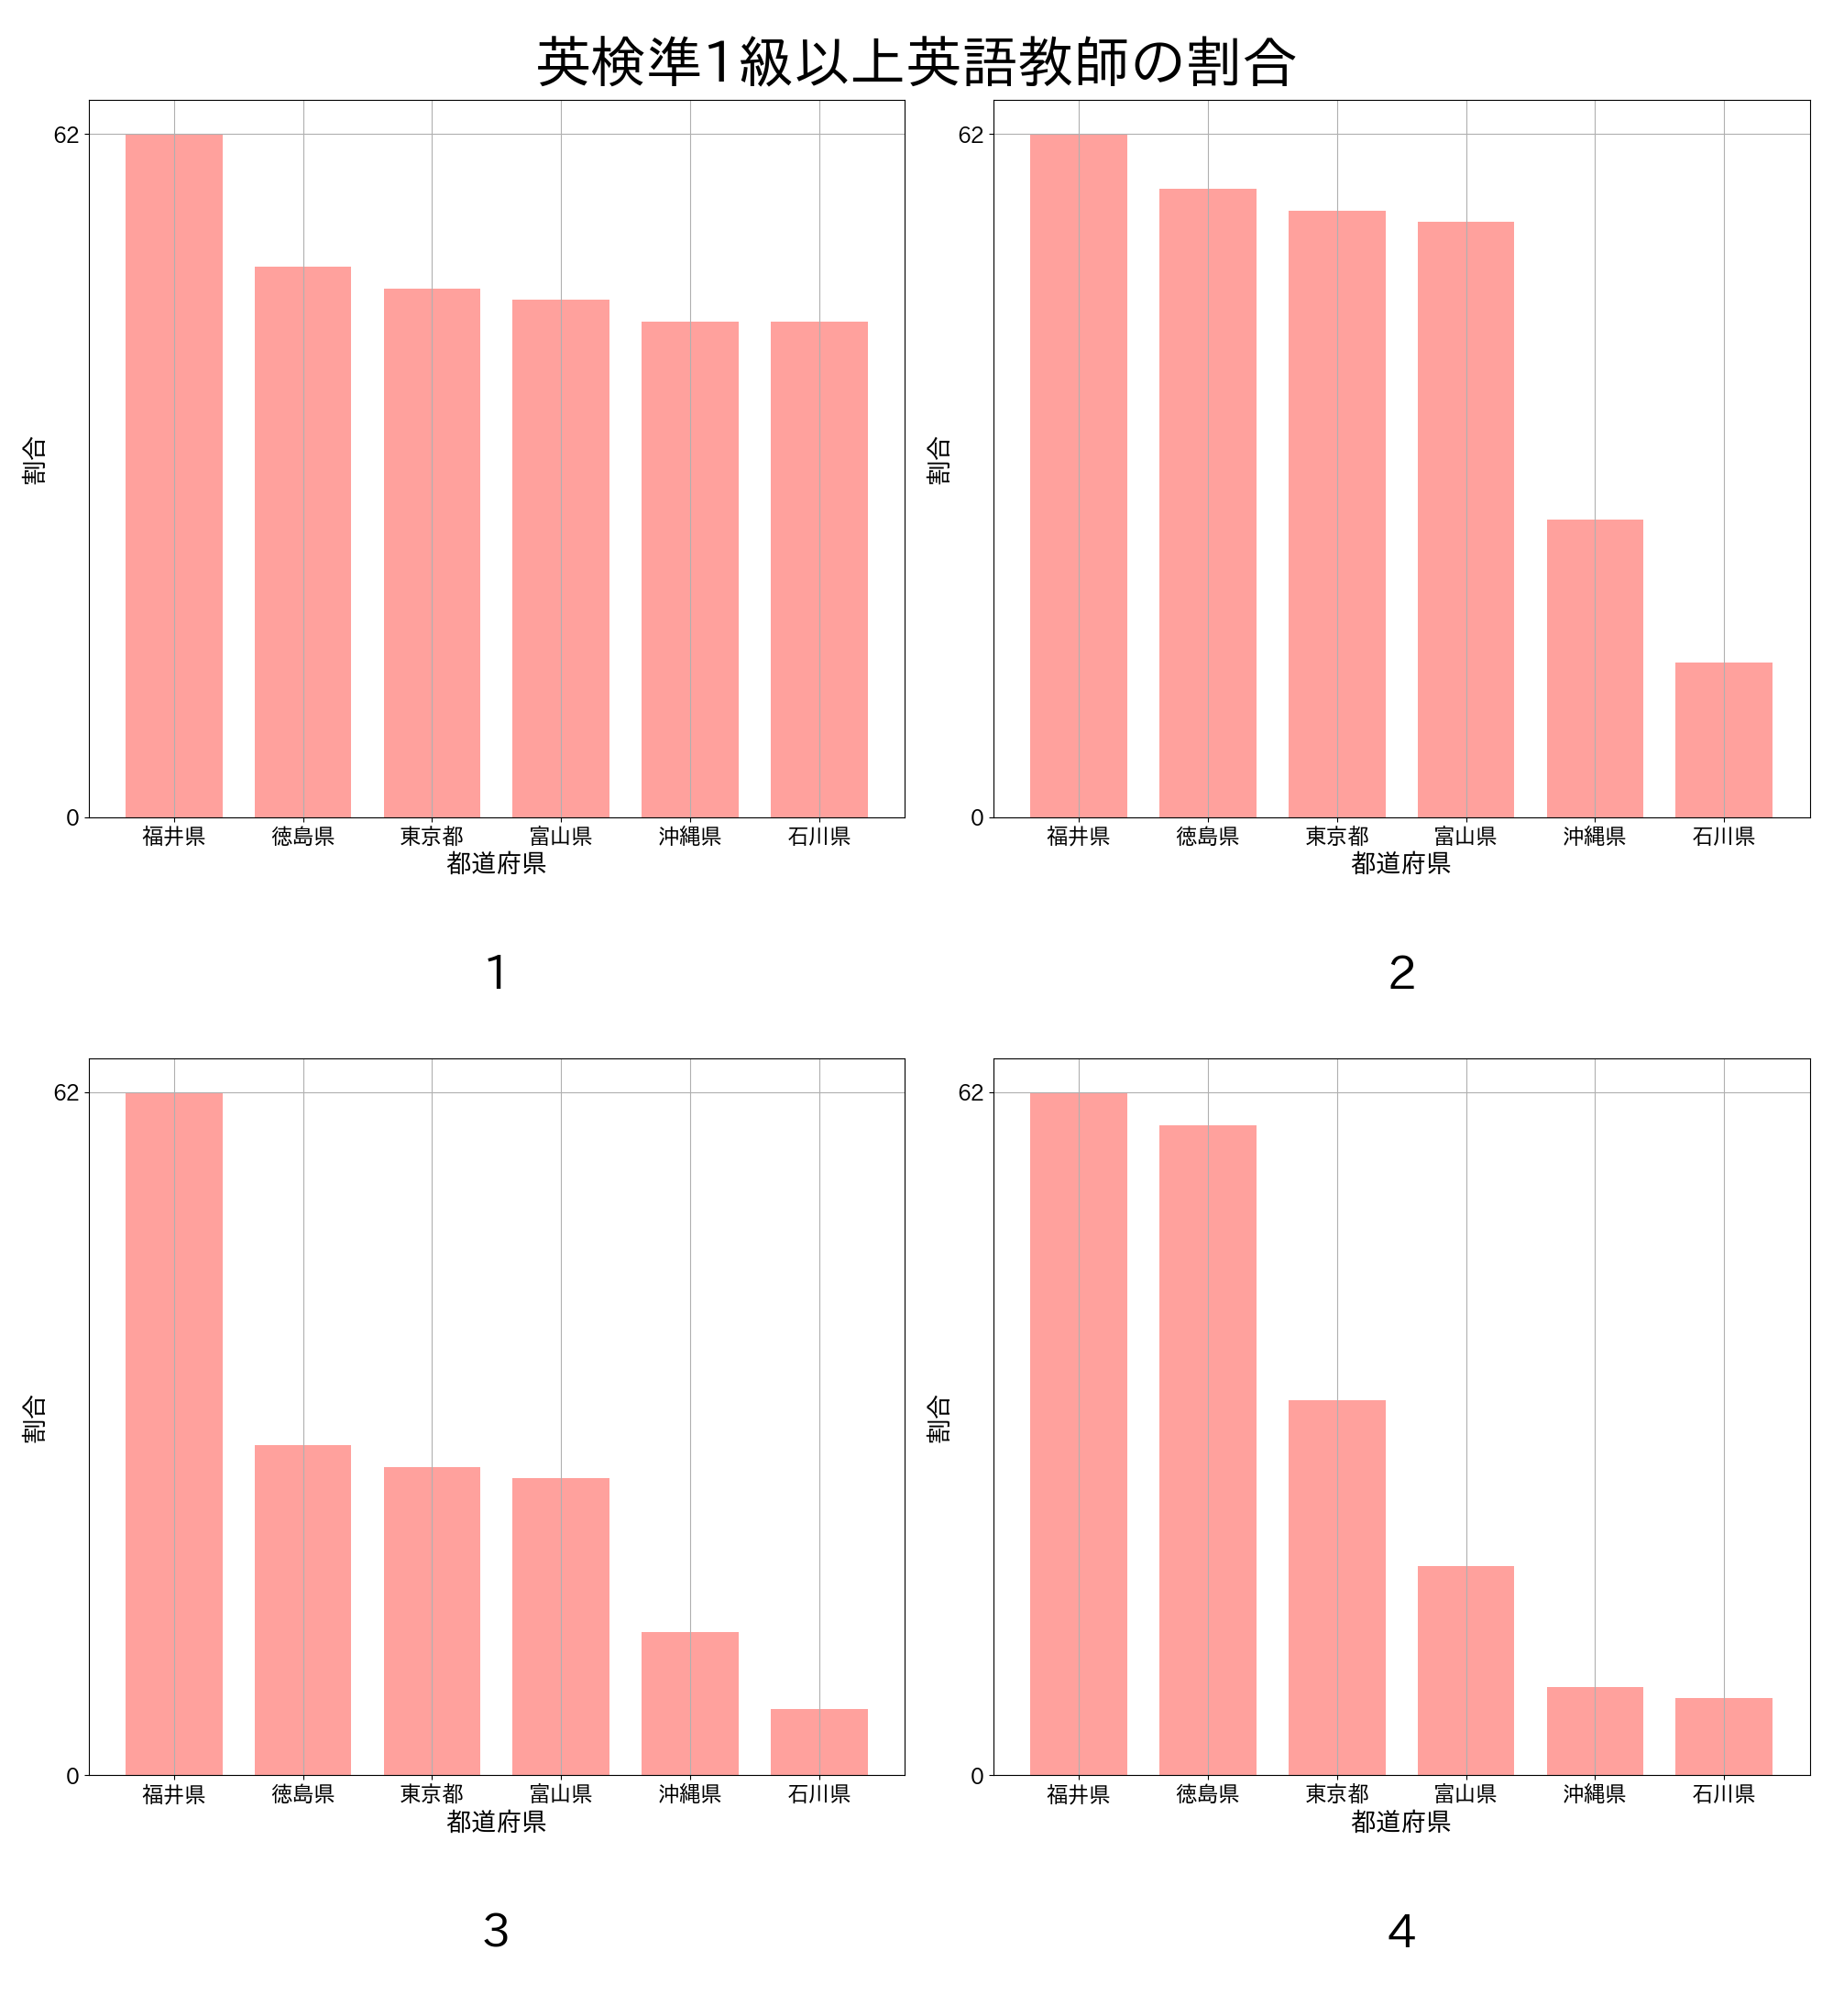 英検準1級以上英語教師の割合
62
割合
0
福井県 徳島県 東京都 富山県 沖縄県 石川県
都道府県
1
62
割合
0
福井県 徳島県 東京都 富山県 沖縄県 石川県
都道府県
2
62
割合
0
福井県 徳島県 東京都 富山県 沖縄県 石川県
都道府県
3
62
割合
0
福井県 徳島県 東京都 富山県 沖縄県 石川県
都道府県
4